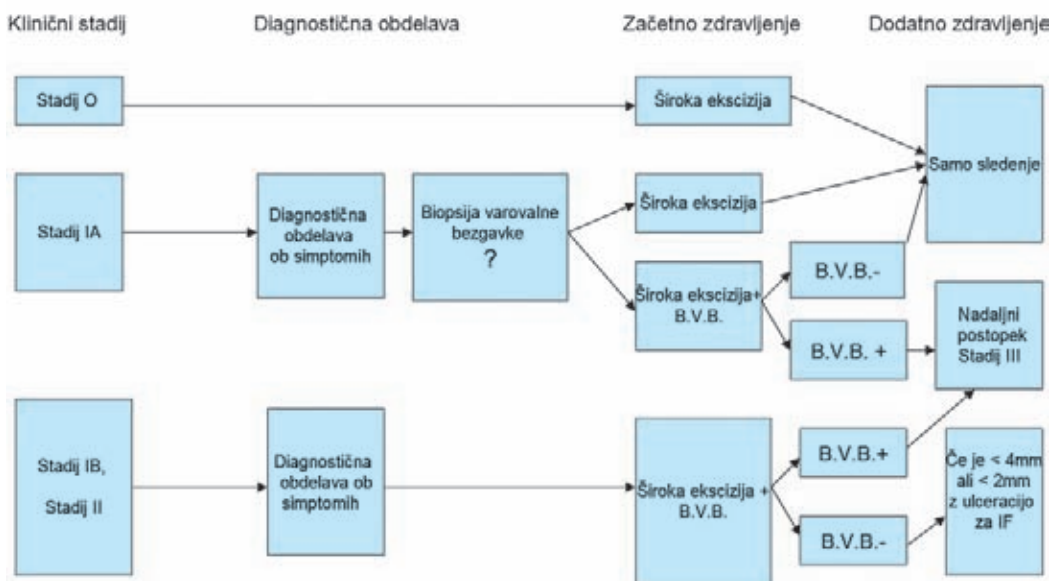 Klinični stadij
Diagnostična obdelava
Začetno zdravljenje
Dodatno zdravljenje
Stadij O
Široka ekscizija
Samo sledenje
Stadij IA
Diagnostična
obdelava
ob simptomih
Biopsija varovalne
bezgavke
?
Široka ekscizija
Široka ekscizija+
B.V.B.
B.V.B.-
B.V.B. +
Nadaljni
postopek
Stadij III
Stadij IB,
Stadij II
Diagnostična
obdelava ob
simptomih
Široka ekscizija +
B.V.B.
B.V.B.+
B.V.B.-
Če je < 4mm
ali < 2mm
z ulceracijo
za IF